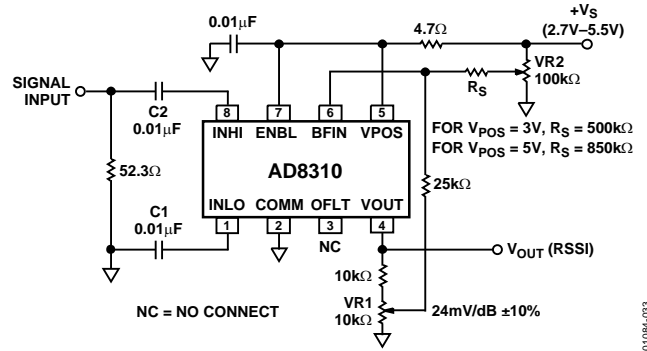 0.01µF
4.7Ω
+VS
(2.7V–5.5V)
SIGNAL
INPUT
C2
0.01µF
RS
VR2
100kΩ
8 7 6 5
INHI ENBL BFIN VPOS
FOR VPOS = 3V, RS = 500kΩ
FOR VPOS = 5V, RS = 850kΩ
52.3Ω
AD8310
25kΩ
C1
0.01µF
INLO COMM OFLT VOUT
1 2 3 4
NC
VOUT (RSSI)
10kΩ
VR1
10kΩ
24mV/dB ±10%
NC = NO CONNECT
01084-033